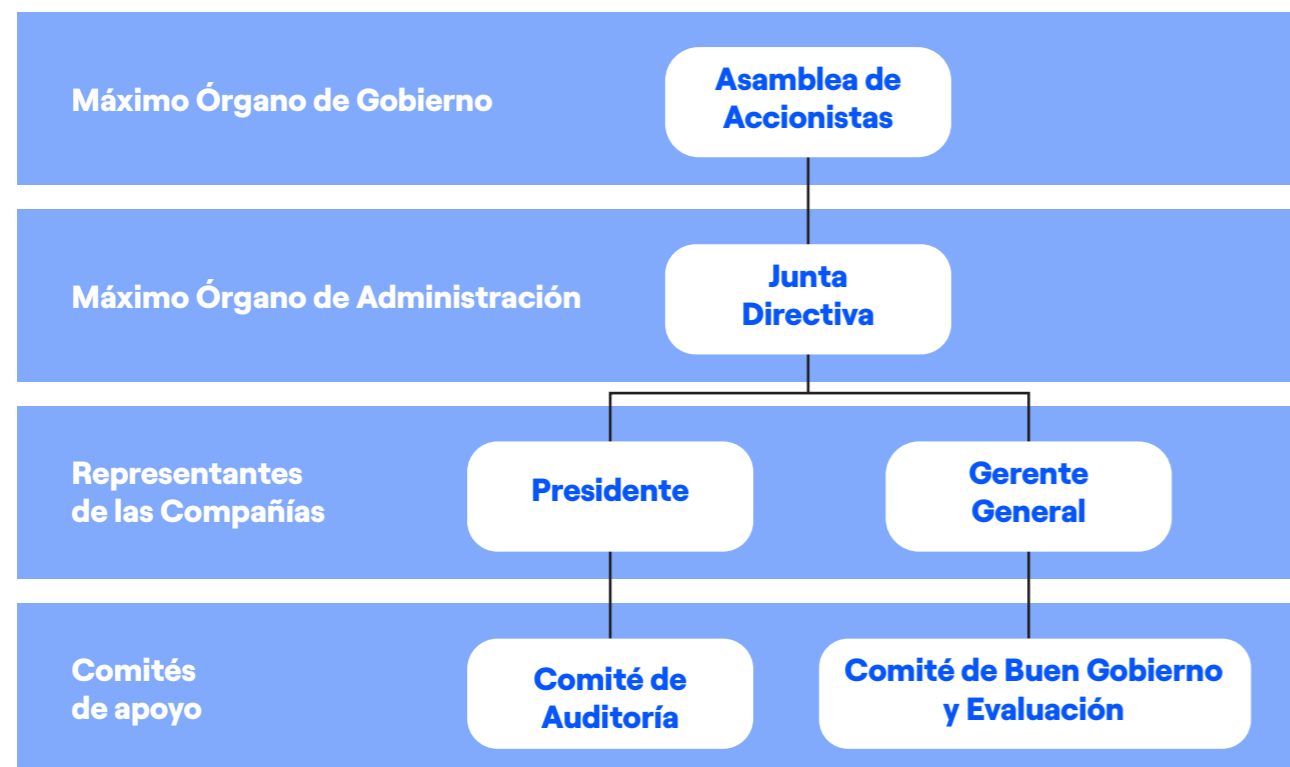 Máximo Órgano de Gobierno
Asamblea de
Accionistas
Máximo Órgano de Administración
Junta
Directiva
Representantes
de las Compañías
Presidente
Gerente
General
Comités
de apoyo
Comité de
Auditoría
Comité de Buen Gobierno
y Evaluación